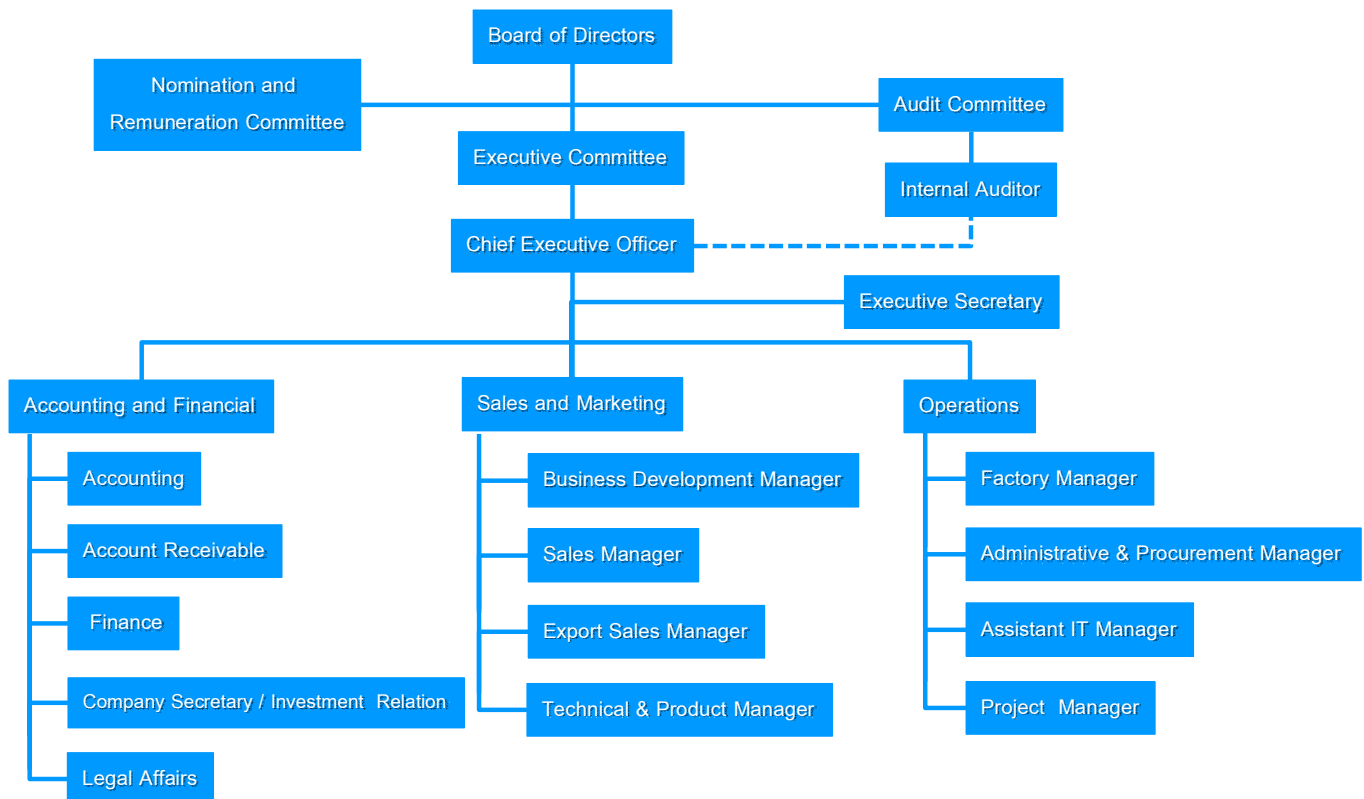 Board of Directors
Nomination and
Remuneration Committee
Audit Committee
Executive Committee
Internal Auditor
Chief Executive Officer
Executive Secretary
Accounting and Financial
Sales and Marketing
Operations
Accounting
Account Receivable
Finance
Company Secretary / Investment Relation
Legal Affairs
Business Development Manager
Sales Manager
Export Sales Manager
Technical & Product Manager
Factory Manager
Administrative & Procurement Manager
Assistant IT Manager
Project Manager